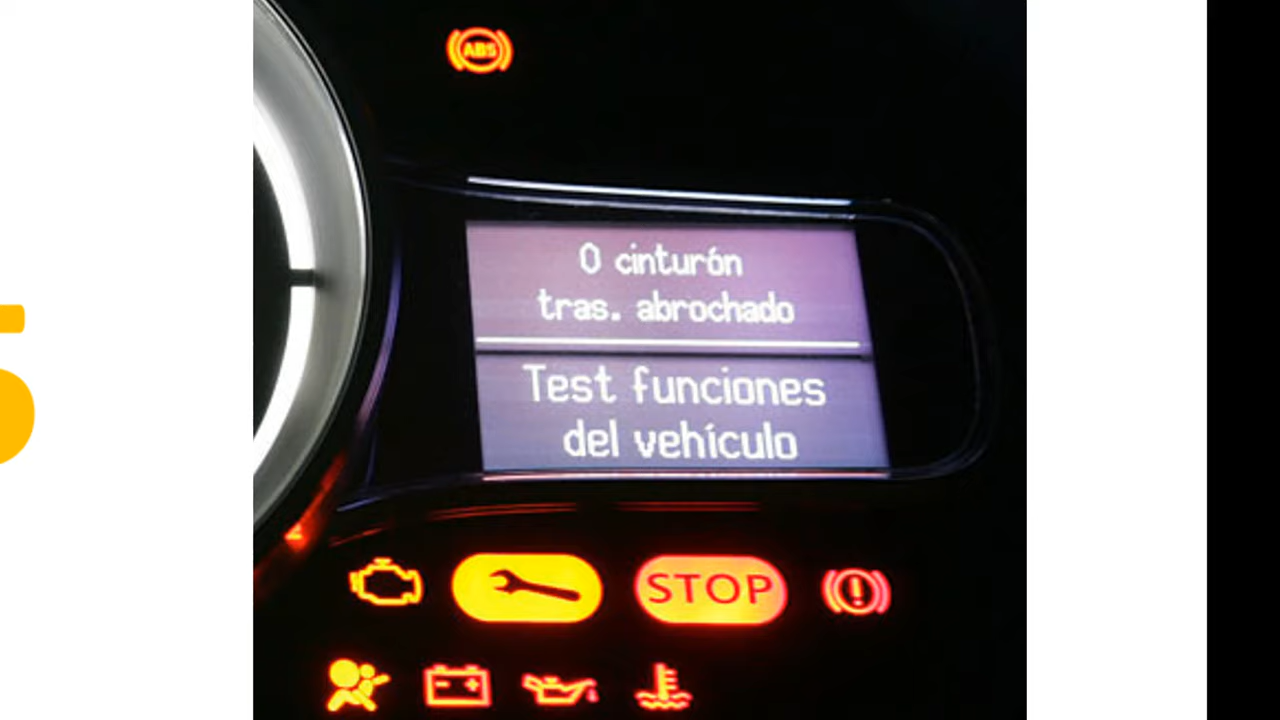 ABS
0 cinturón
tras. abrochado
Test funciones
del vehículo
STOP